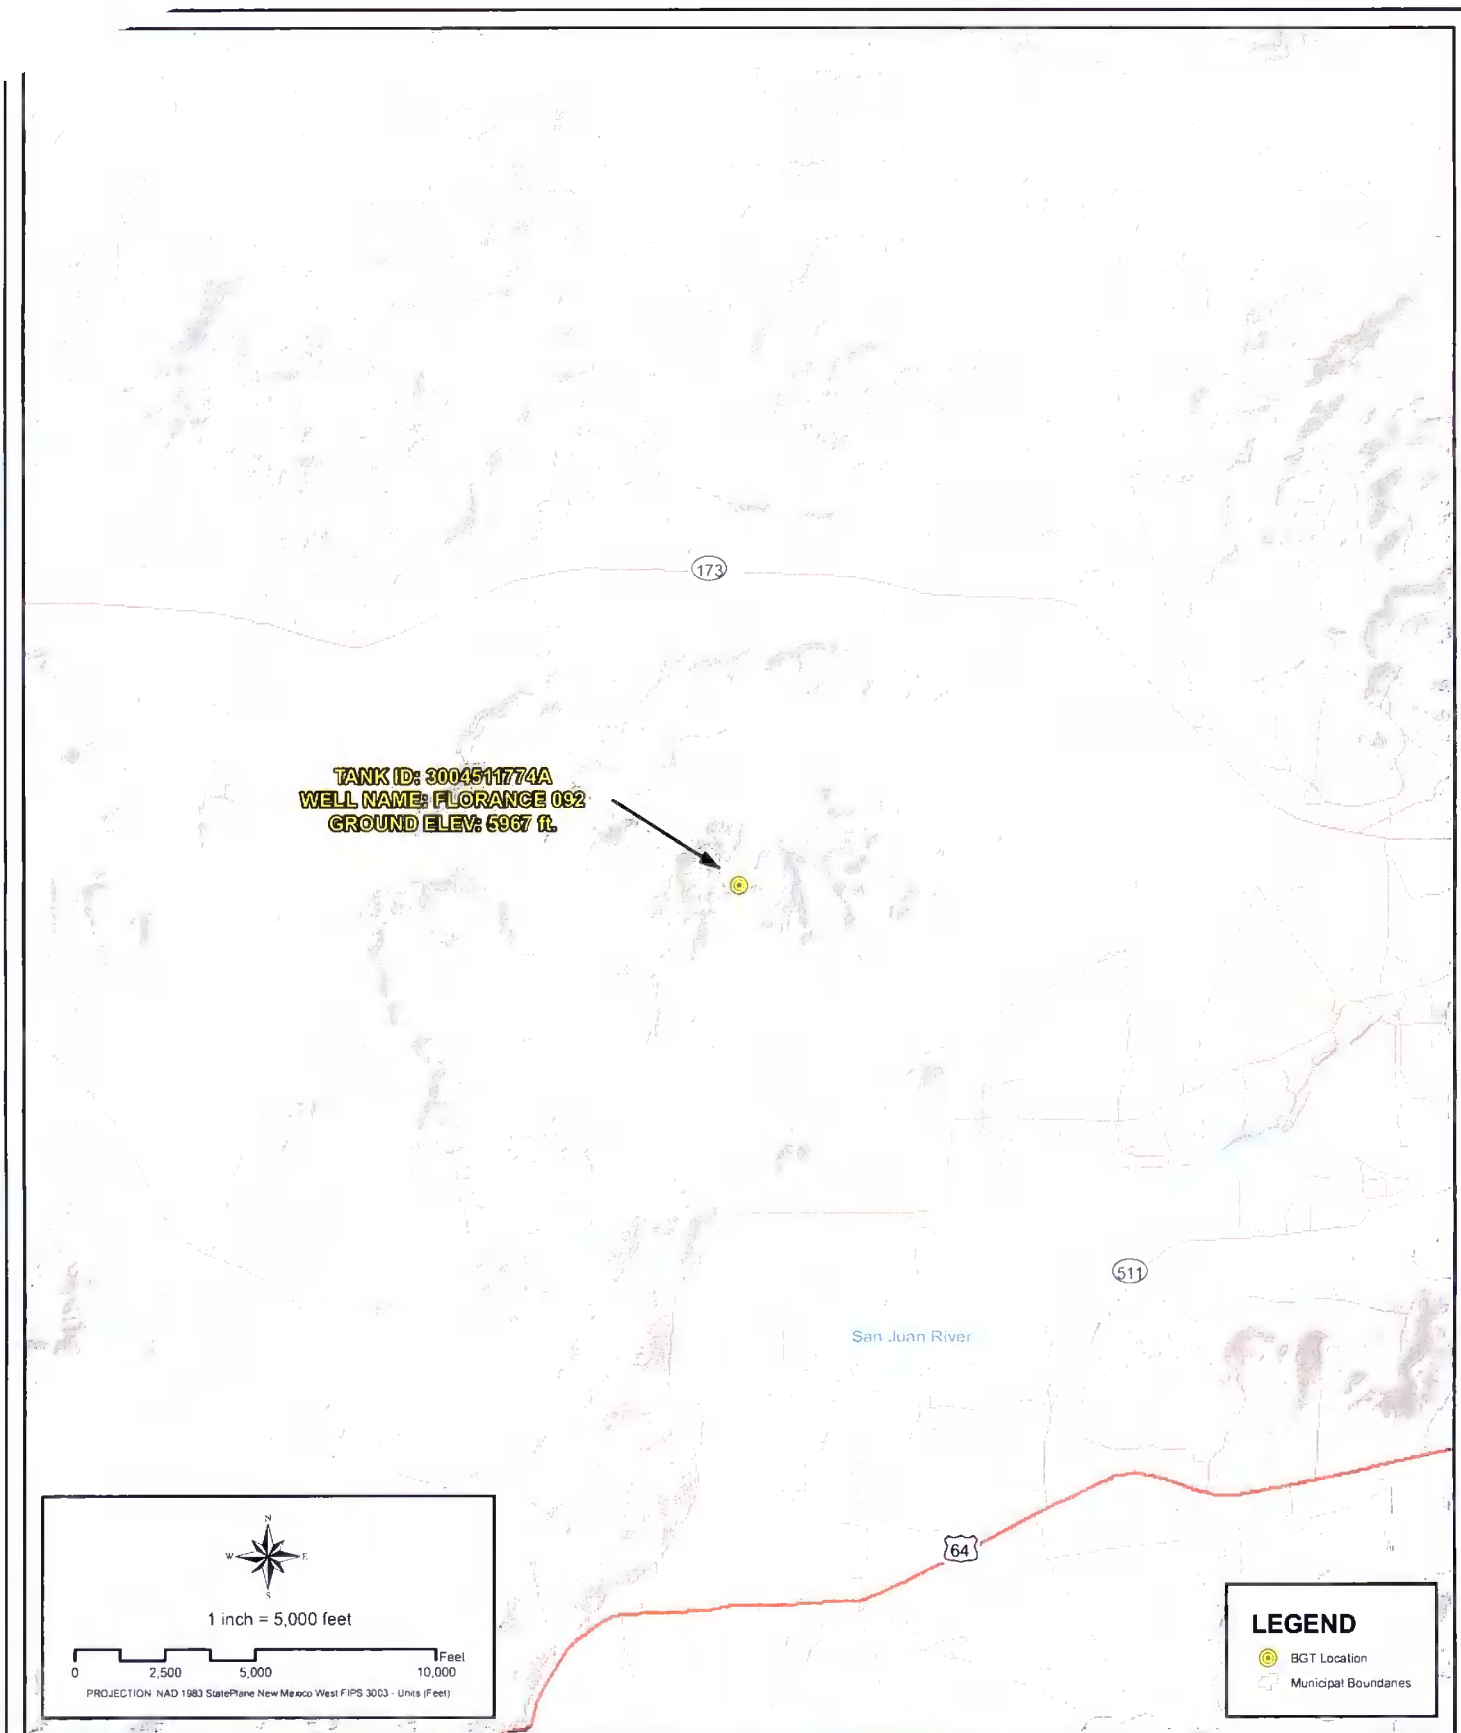 173
TANK ID: 3004511774A
WELL NAME: FLORANCE 092
GROUND ELEV: 5967 ft.
511
San Juan River
64
N
W E
S
1 inch = 5,000 feet
Feet
0 2,500 5,000 10,000
PROJECTION NAD 1983 StatePlane New Mexico West FIPS 3003 - Units (Feet)
LEGEND
BGT Location
Municipal Boundaries